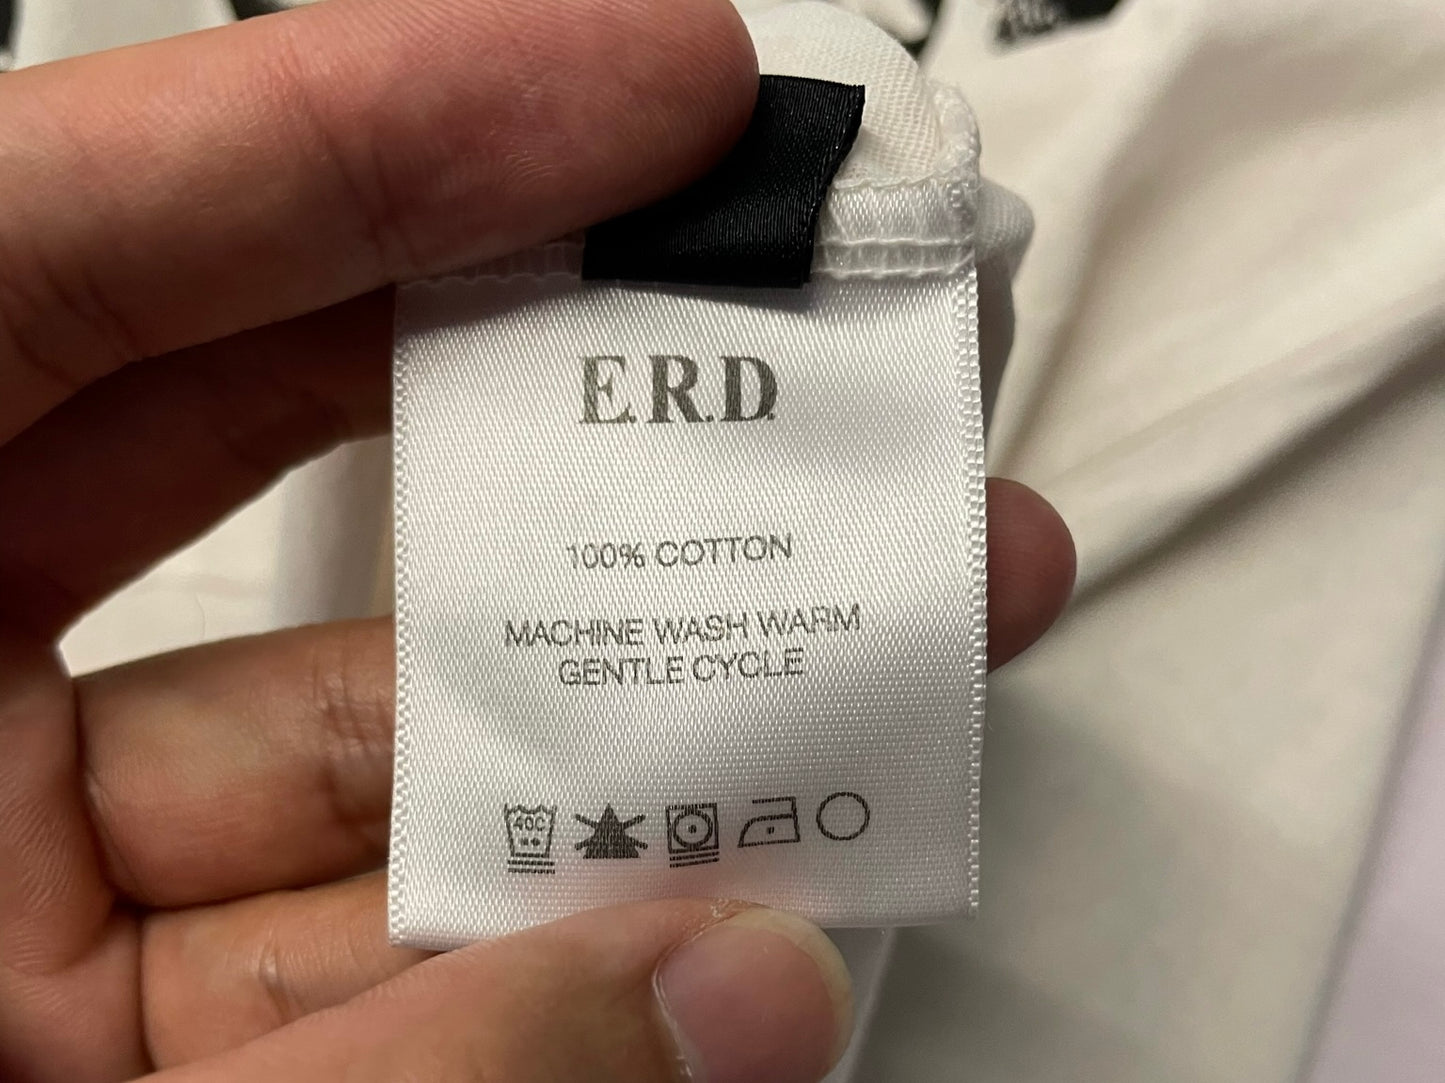 E.R.D.
100% COTTON
MACHINE WASH WARM
GENTLE CYCLE
40C